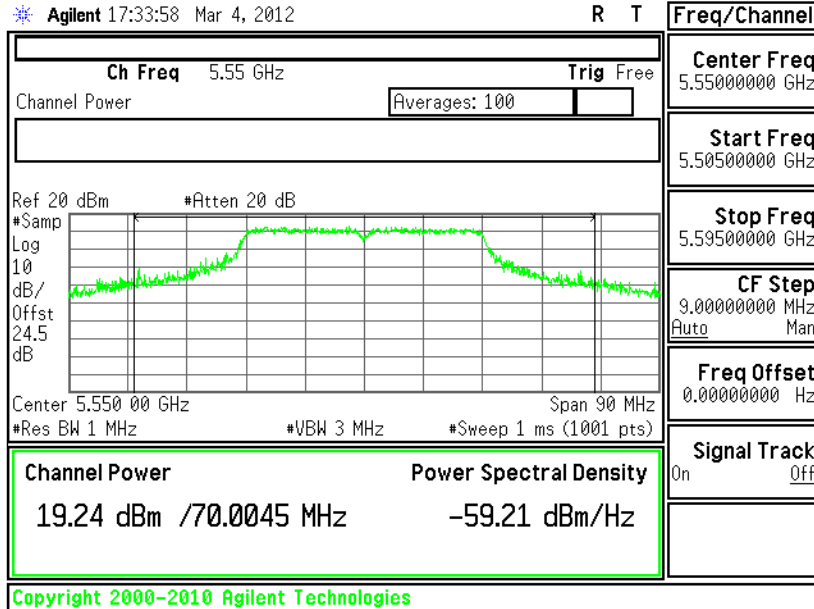 Agilent 17:33:58 Mar 4, 2012 R T
Freq/Channel
Ch Freq 5.55 GHz Trig Free
Channel Power Averages: 100
Center Freq
5.55000000 GHz
Start Freq
5.50500000 GHz
Stop Freq
5.59500000 GHz
CF Step
9.00000000 MHz
Auto Man
Freq Offset
0.00000000 Hz
Signal Track
On Off
Ref 20 dBm #Atten 20 dB
#Samp
Log
10
dB/
Offst
24.5
dB
Center 5.550 00 GHz Span 90 MHz
#Res BW 1 MHz #VBW 3 MHz #Sweep 1 ms (1001 pts)
Channel Power Power Spectral Density
19.24 dBm /70.0045 MHz -59.21 dBm/Hz
Copyright 2000-2010 Agilent Technologies